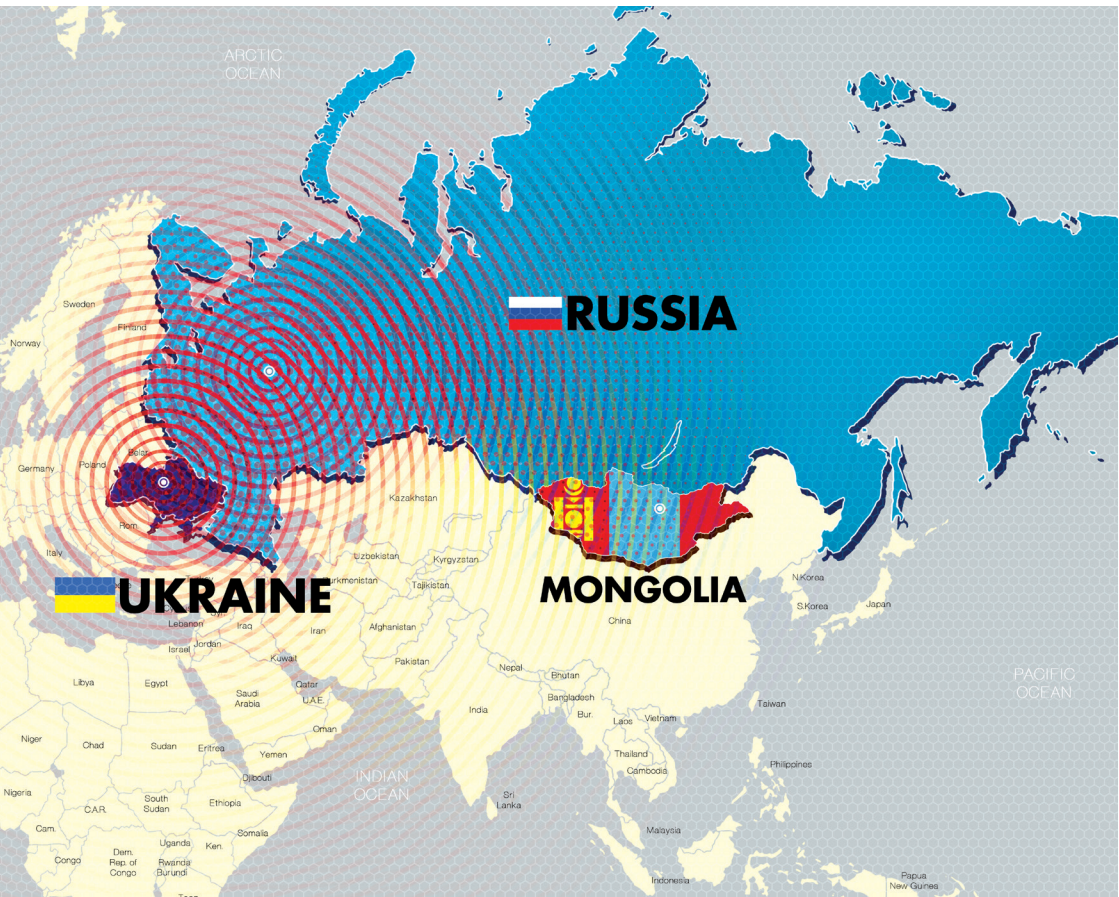 ARCTIC
OCEAN
Sweden
Finland
Norway
RUSSIA
Germany
Poland
Belar.
Kazakhstan
Rom.
Italy
Uzbekistan
Kyrgyzstan
Tajikistan
MONGOLIA
UKRAINE
N.Korea
S.Korea
Japan
China
Lebanon
Iraq
Iran
Afghanistan
Israel
Jordan
Kuwait
Pakistan
Nepal
Bhutan
PACIFIC
OCEAN
Libya
Egypt
Saudi
Arabia
Qatar
U.A.E.
India
Bangladesh
Bur.
Laos
Vietnam
Taiwan
Oman
Niger
Chad
Sudan
Eritrea
Yemen
Thailand
Cambodia
Philippines
Djibouti
INDIAN
OCEAN
Nigeria
C.A.R.
South
Sudan
Ethiopia
Sri
Lanka
Cam.
Somalia
Uganda
Ken.
Malaysia
Congo
Dem.
Rep. of
Congo
Rwanda
Burundi
Indonesia
Papua
New Guinea